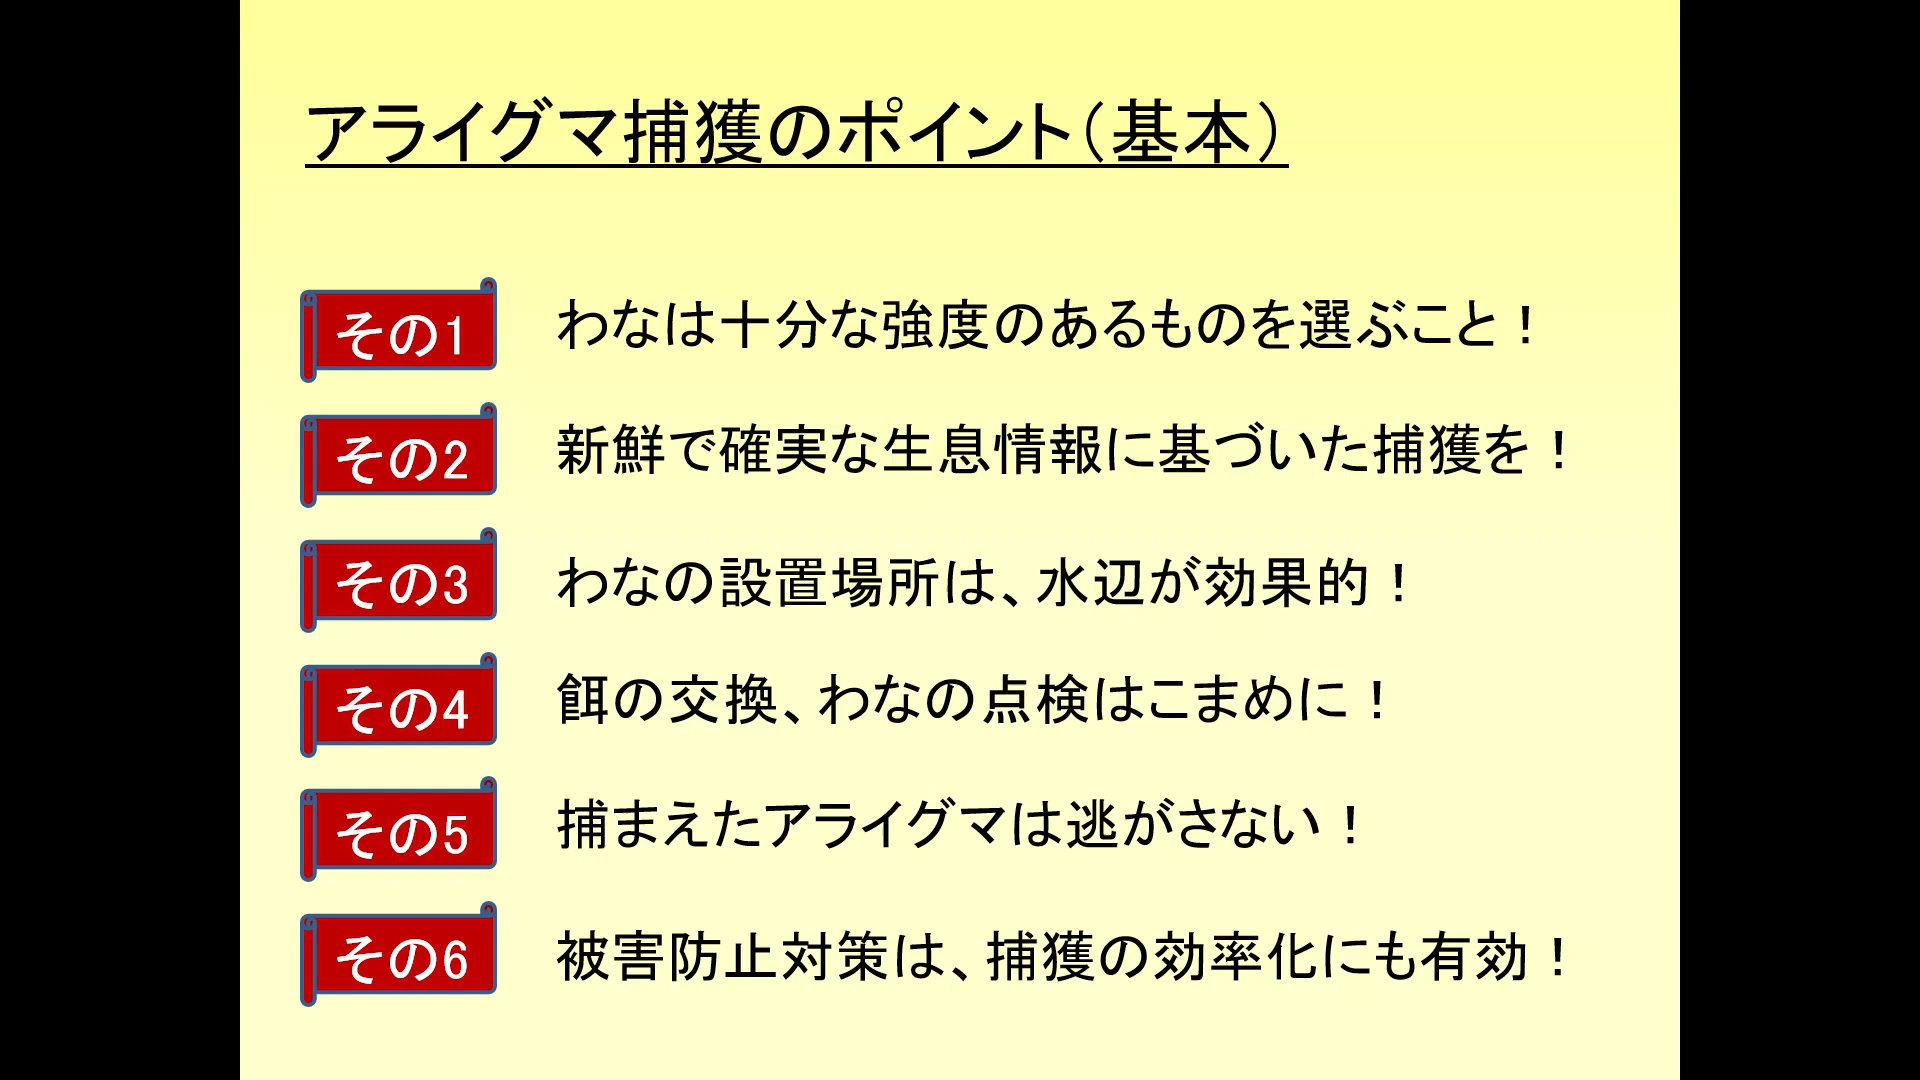 アライグマ捕獲のポイント（基本）
その1 わなは十分な強度のあるものを選ぶこと！
その2 新鮮で確実な生息情報に基づいた捕獲を！
その3 わなの設置場所は、水辺が効果的！
その4 餌の交換、わなの点検はこまめに！
その5 捕まえたアライグマは逃がさない！
その6 被害防止対策は、捕獲の効率化にも有効！